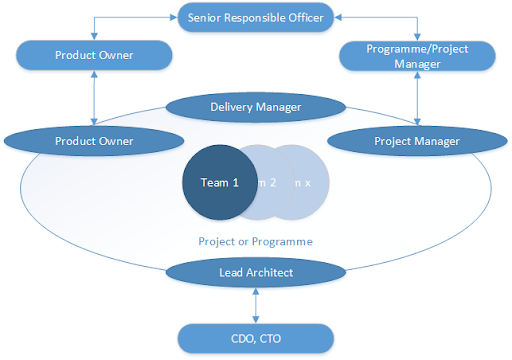 Senior Responsible Officer
Product Owner
Programme/Project
Manager
Delivery Manager
Product Owner
Project Manager
Team 1
m 2
n x
Project or Programme
Lead Architect
CDO, CTO